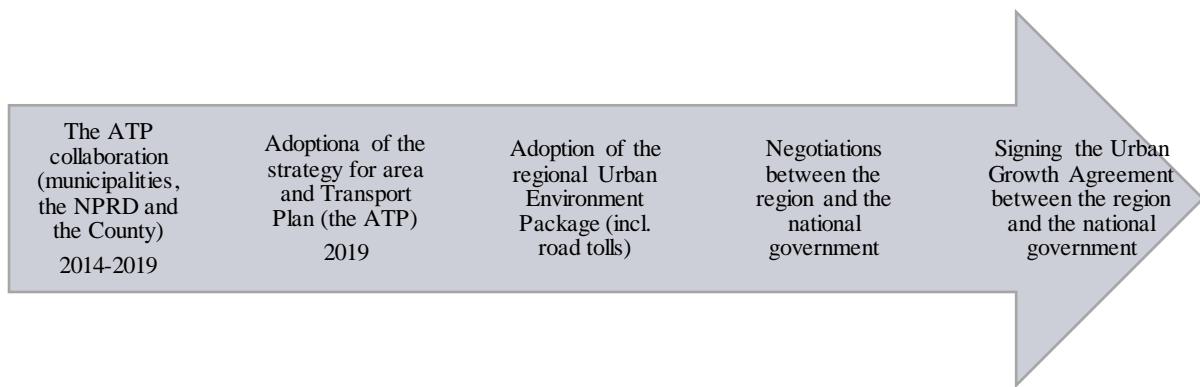 The ATP
collaboration
(municipalities,
the NPRD and
the County)
2014-2019
Adoptiona of the
strategy for area
and Transport
Plan (the ATP)
2019
Adoption of the
regional Urban
Environment
Package (incl.
road tolls)
Negotiations
between the
region and the
national
government
Signing the Urban
Growth Agreement
between the region
and the national
government